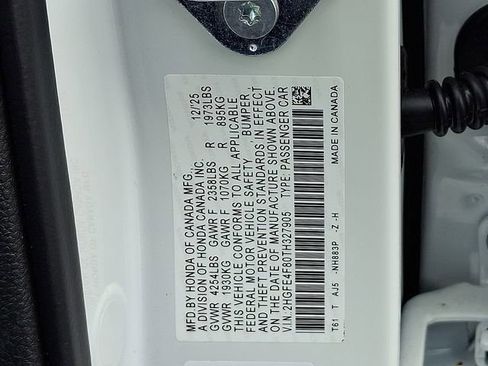 MFD. BY HONDA OF CANADA MFG. 12/25
A DIVISION OF HONDA CANADA INC.
GVWR 4254LBS GAWR F 2358LBS R 1973LBS
GVWR 1930KG GAWR F 1070KG R 895KG
THIS VEHICLE CONFORMS TO ALL APPLICABLE
FEDERAL MOTOR VEHICLE SAFETY, BUMPER,
AND THEFT PREVENTION STANDARDS IN EFFECT
ON THE DATE OF MANUFACTURE SHOWN ABOVE.
V.I.N. 2HGFE4F80TH327905 TYPE: PASSENGER CAR
T61 T AJ5 -NH883P -Z -H MADE IN CANADA